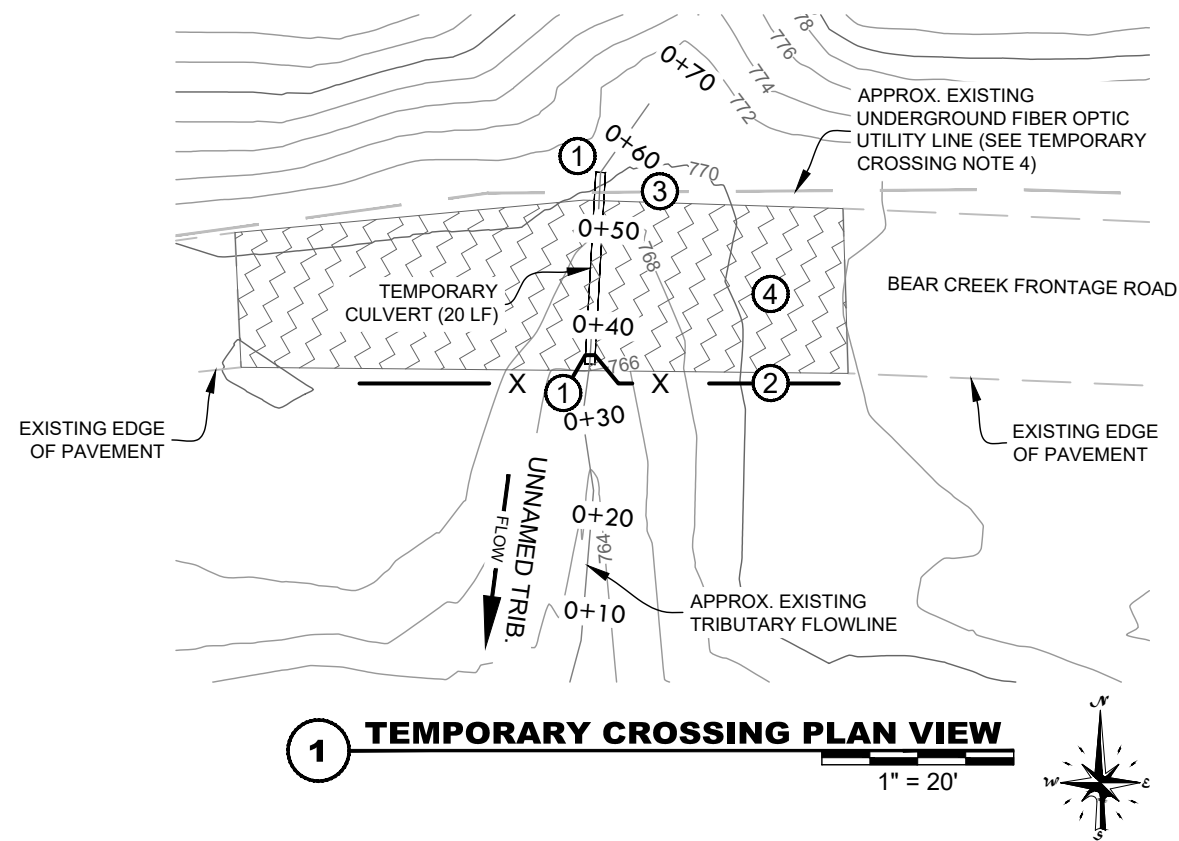 78
776
774
772
0+70
APPROX. EXISTING
UNDERGROUND FIBER OPTIC
UTILITY LINE (SEE TEMPORARY
CROSSING NOTE 4)
1
0+60
770
3
0+50
768
TEMPORARY
CULVERT (20 LF)
4
BEAR CREEK FRONTAGE ROAD
0+40
766
X
X
1
2
0+30
EXISTING EDGE
OF PAVEMENT
EXISTING EDGE
OF PAVEMENT
UNNAMED TRIB.
FLOW
0+20
764
0+10
APPROX. EXISTING
TRIBUTARY FLOWLINE
1
TEMPORARY CROSSING PLAN VIEW
1" = 20'
N
W
E
S